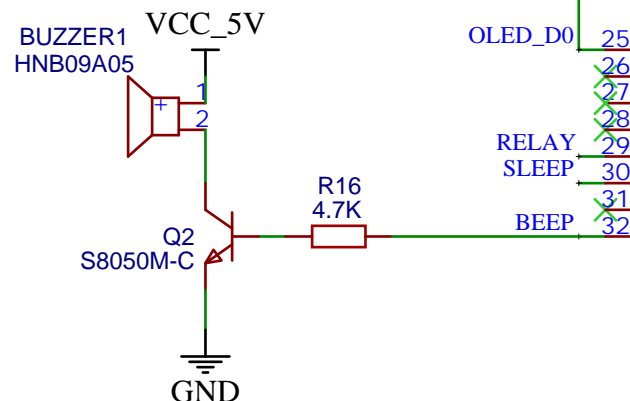 VCC_5V
BUZZER1
HNB09A05
+
1
2
R16
4.7K
Q2
S8050M-C
GND
OLED_D0
25
26
27
28
RELAY
29
SLEEP
30
31
BEEP
32